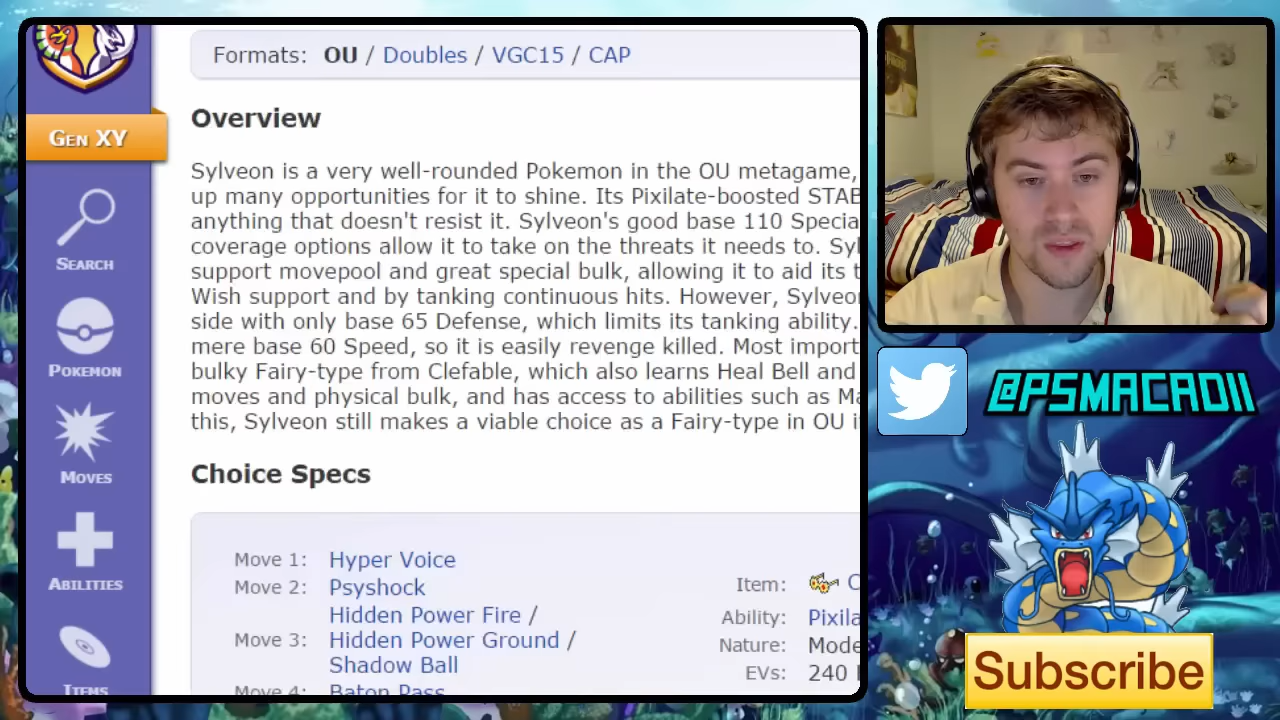 Formats: OU / Doubles / VGC15 / CAP
GEN XY
SEARCH
POKEMON
MOVES
ABILITIES
ITEMS
Overview
Sylveon is a very well-rounded Pokemon in the OU metagame,
up many opportunities for it to shine. Its Pixilate-boosted STAB
anything that doesn't resist it. Sylveon's good base 110 Specia
coverage options allow it to take on the threats it needs to. Syl
support movepool and great special bulk, allowing it to aid its t
Wish support and by tanking continuous hits. However, Sylveon
side with only base 65 Defense, which limits its tanking ability.
mere base 60 Speed, so it is easily revenge killed. Most import
bulky Fairy-type from Clefable, which also learns Heal Bell and
moves and physical bulk, and has access to abilities such as Ma
this, Sylveon still makes a viable choice as a Fairy-type in OU i
Choice Specs
Move 1: Hyper Voice
Move 2: Psyshock
Move 3: Hidden Power Fire /
Hidden Power Ground /
Shadow Ball
Move 4: Baton Pass
Item: C
Ability: Pixila
Nature: Mode
EVs: 240
@PSMACAD11
Subscribe